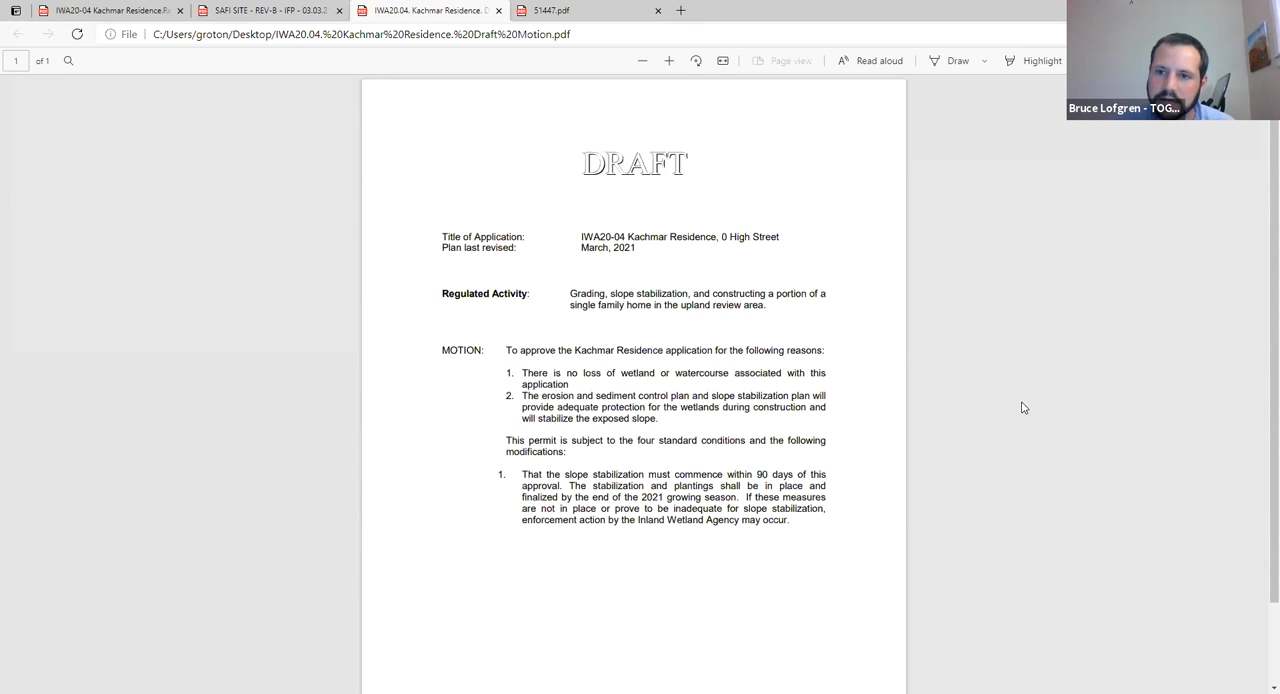 IWA20-04 Kachmar Residence.P
SAFI SITE - REV-B - IFP - 03.03.2
IWA20.04. Kachmar Residence. D
51447.pdf
File
C:/Users/groton/Desktop/IWA20.04.%20Kachmar%20Residence.%20Draft%20Motion.pdf
1 of 1
Page view
Read aloud
Draw
Highlight
Bruce Lofgren - TOG...
DRAFT
Title of Application: IWA20-04 Kachmar Residence, 0 High Street
Plan last revised: March, 2021
Regulated Activity: Grading, slope stabilization, and constructing a portion of a
single family home in the upland review area.
MOTION: To approve the Kachmar Residence application for the following reasons:
1. There is no loss of wetland or watercourse associated with this
application
2. The erosion and sediment control plan and slope stabilization plan will
provide adequate protection for the wetlands during construction and
will stabilize the exposed slope.
This permit is subject to the four standard conditions and the following
modifications:
1. That the slope stabilization must commence within 90 days of this
approval. The stabilization and plantings shall be in place and
finalized by the end of the 2021 growing season. If these measures
are not in place or prove to be inadequate for slope stabilization,
enforcement action by the Inland Wetland Agency may occur.